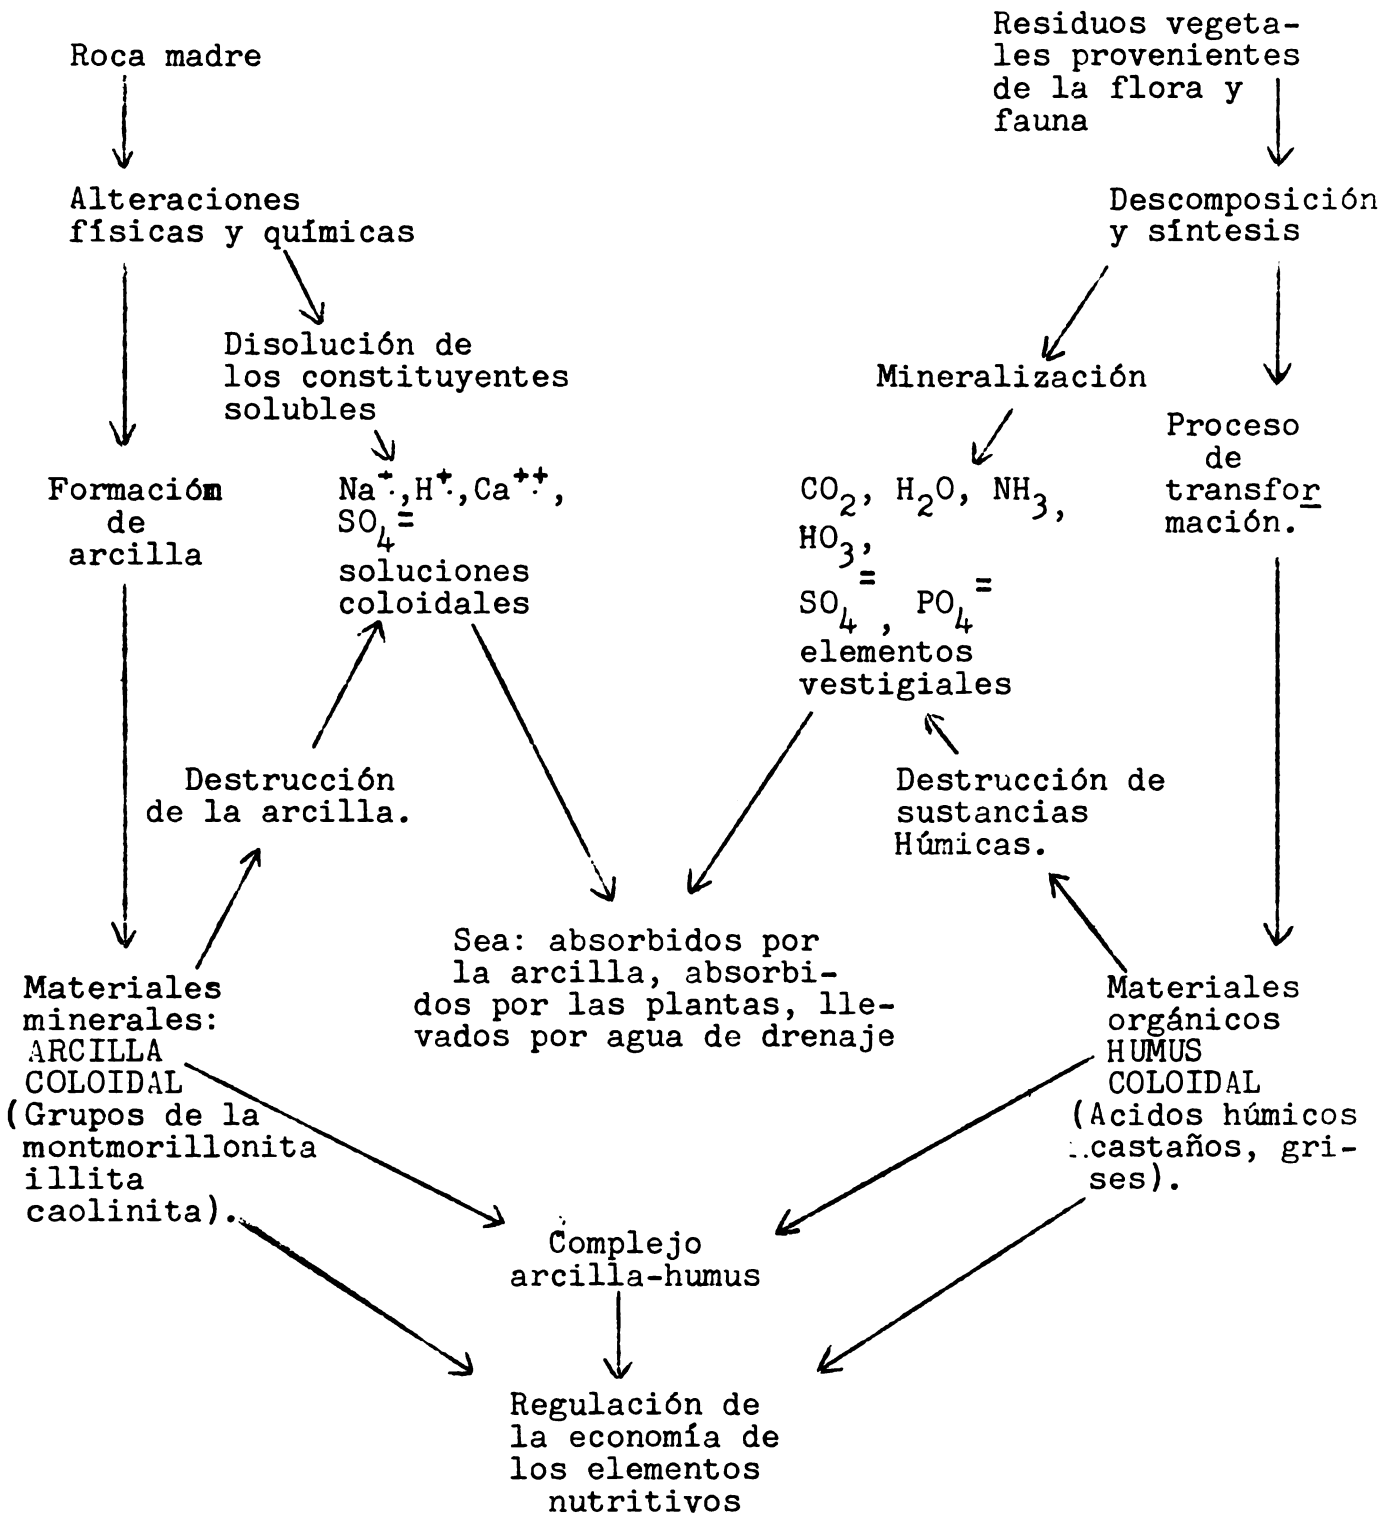 Roca madre
Residuos vegeta-
les provenientes
de la flora y
fauna
Alteraciones
físicas y químicas
Descomposición
y síntesis
Disolución de
los constituyentes
solubles
Mineralización
Formación
de
arcilla
Na⁺,H⁺,Ca⁺⁺,
SO₄⁼
soluciones
coloidales
CO₂, H₂O, NH₃,
HO₃,
SO₄⁼, PO₄⁼
elementos
vestigiales
Proceso
de
transfor
mación.
Destrucción
de la arcilla.
Destrucción de
sustancias
Húmicas.
Sea: absorbidos por
la arcilla, absorbi-
dos por las plantas, lle-
vados por agua de drenaje
Materiales
minerales:
ARCILLA
COLOIDAL
(Grupos de la
montmorillonita
illita
caolinita).
Materiales
orgánicos
HUMUS
COLOIDAL
(Acidos húmicos
castaños, gri-
ses).
Complejo
arcilla-humus
Regulación de
la economía de
los elementos
nutritivos